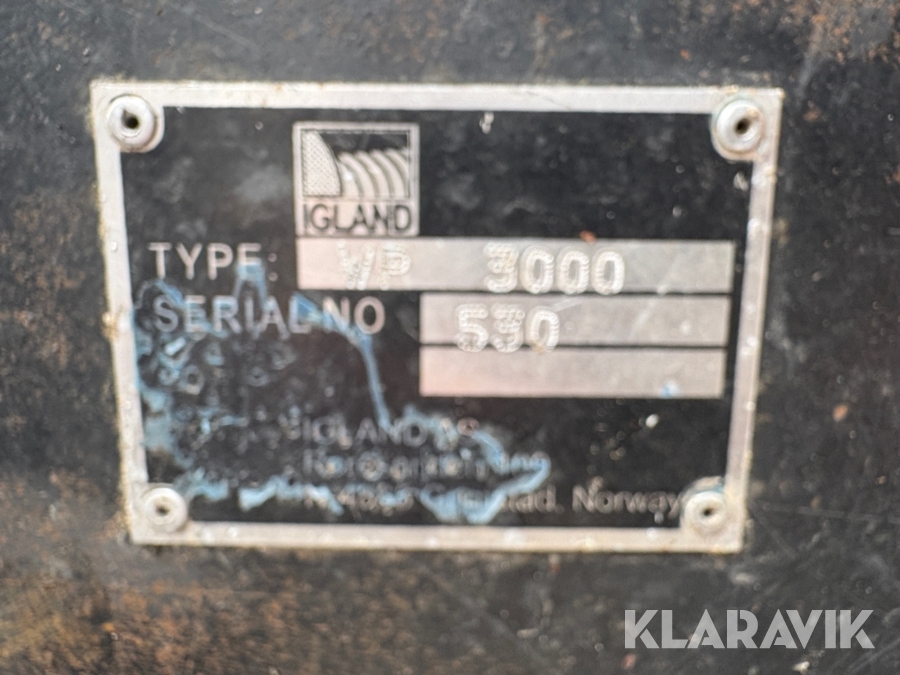 IGLAND
TYPE: VP 3000
SERIAL NO 530
IGLAND AS
Norway
KLARAVIK